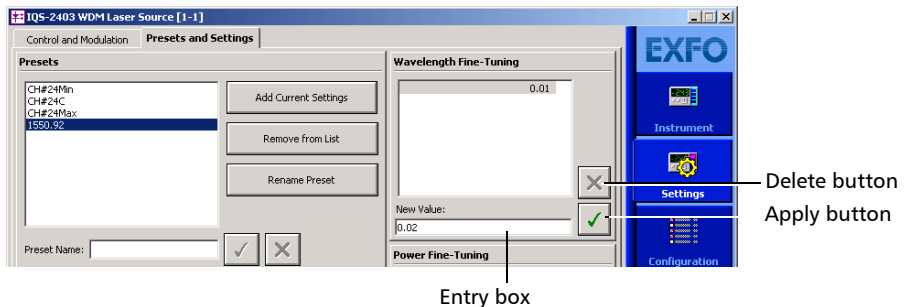 IQS-2403 WDM Laser Source [1-1]
Control and Modulation
Presets and Settings
Presets
CH#24Min
CH#24C
CH#24Max
1550.92
Add Current Settings
Remove from List
Rename Preset
Preset Name:
Wavelength Fine-Tuning
0.01
New Value:
0.02
Power Fine-Tuning
EXFO
Instrument
Settings
Configuration
Delete button
Apply button
Entry box